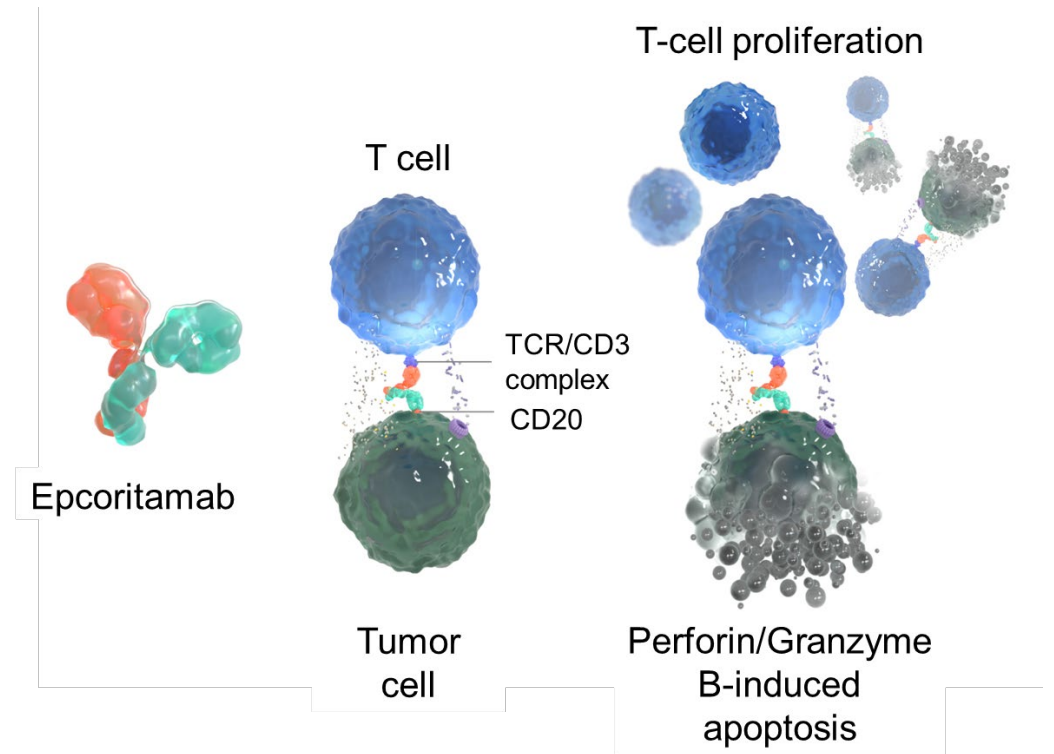 T-cell proliferation
T cell
TCR/CD3
complex
CD20
Epcoritamab
Tumor
cell
Perforin/Granzyme
B-induced
apoptosis